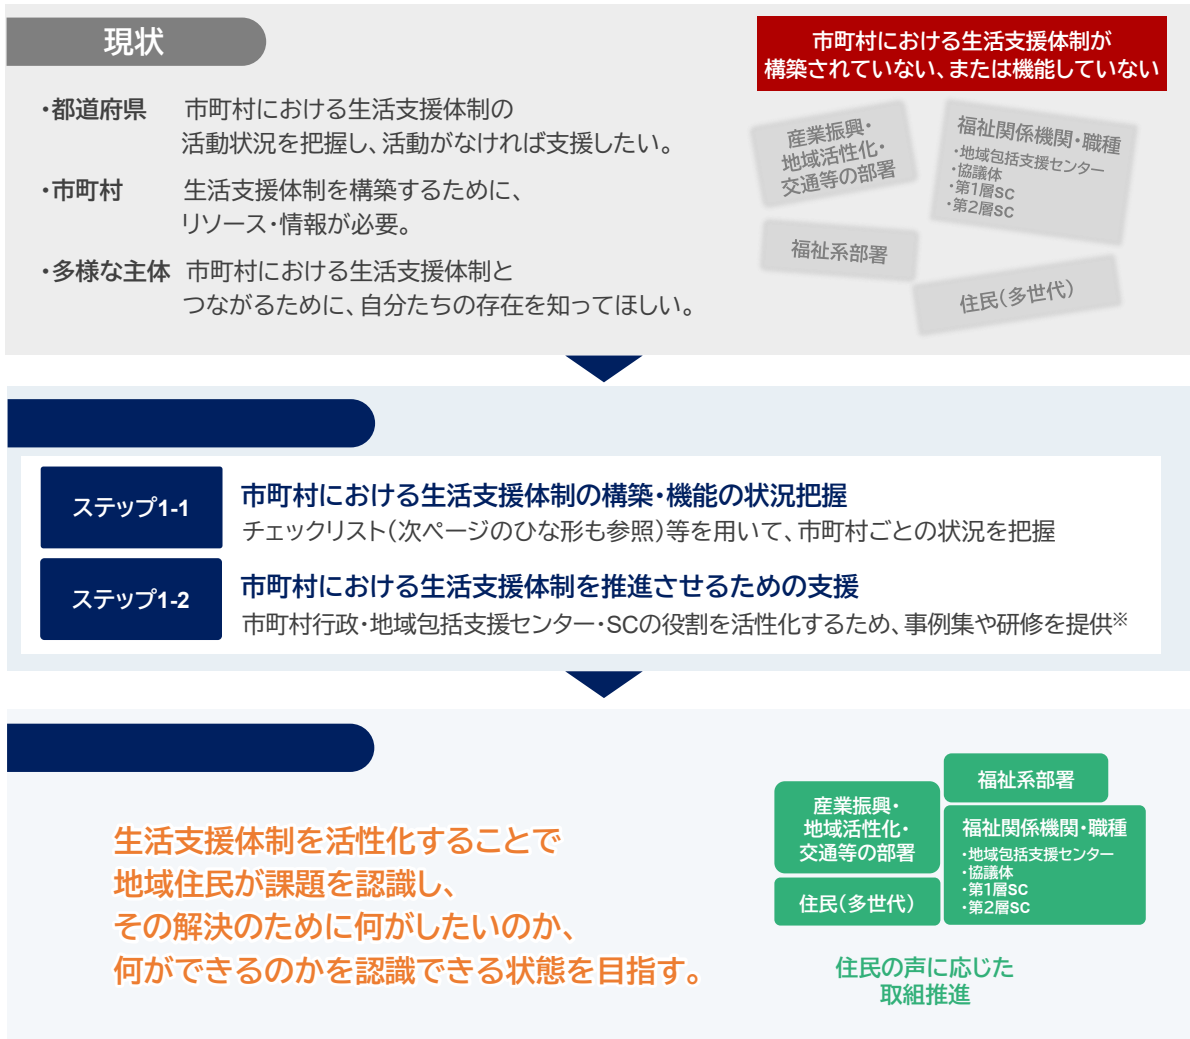 現状
・都道府県 市町村における生活支援体制の
活動状況を把握し、活動がなければ支援したい。
・市町村 生活支援体制を構築するために、
リソース・情報が必要。
・多様な主体 市町村における生活支援体制と
つながるために、自分たちの存在を知ってほしい。
市町村における生活支援体制が
構築されていない、または機能していない
産業振興・
地域活性化・
交通等の部署
福祉関係機関・職種
・地域包括支援センター
・協議体
・第1層SC
・第2層SC
福祉系部署
住民(多世代)
ステップ1-1
市町村における生活支援体制の構築・機能の状況把握
チェックリスト(次ページのひな形も参照)等を用いて、市町村ごとの状況を把握
ステップ1-2
市町村における生活支援体制を推進させるための支援
市町村行政・地域包括支援センター・SCの役割を活性化するため、事例集や研修を提供※
生活支援体制を活性化することで
地域住民が課題を認識し、
その解決のために何がしたいのか、
何ができるのかを認識できる状態を目指す。
福祉系部署
産業振興・
地域活性化・
交通等の部署
福祉関係機関・職種
・地域包括支援センター
・協議体
・第1層SC
・第2層SC
住民(多世代)
住民の声に応じた
取組推進